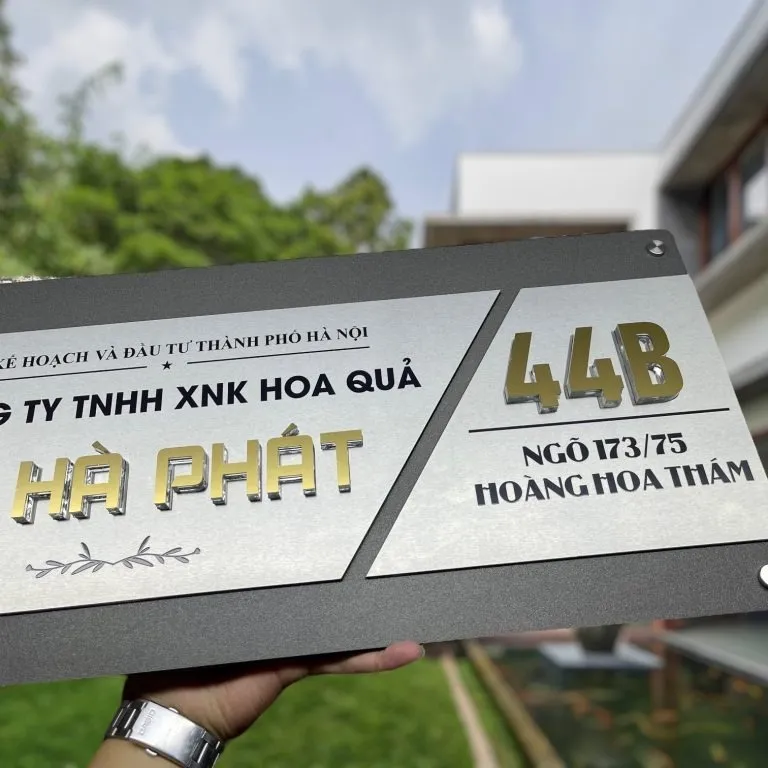 KẾ HOẠCH VÀ ĐẦU TƯ THÀNH PHỐ HÀ NỘI
G TY TNHH XNK HOA QUẢ
HÀ PHÁT
44B
NGÕ 173/75
HOÀNG HOA THÁM
CASIO